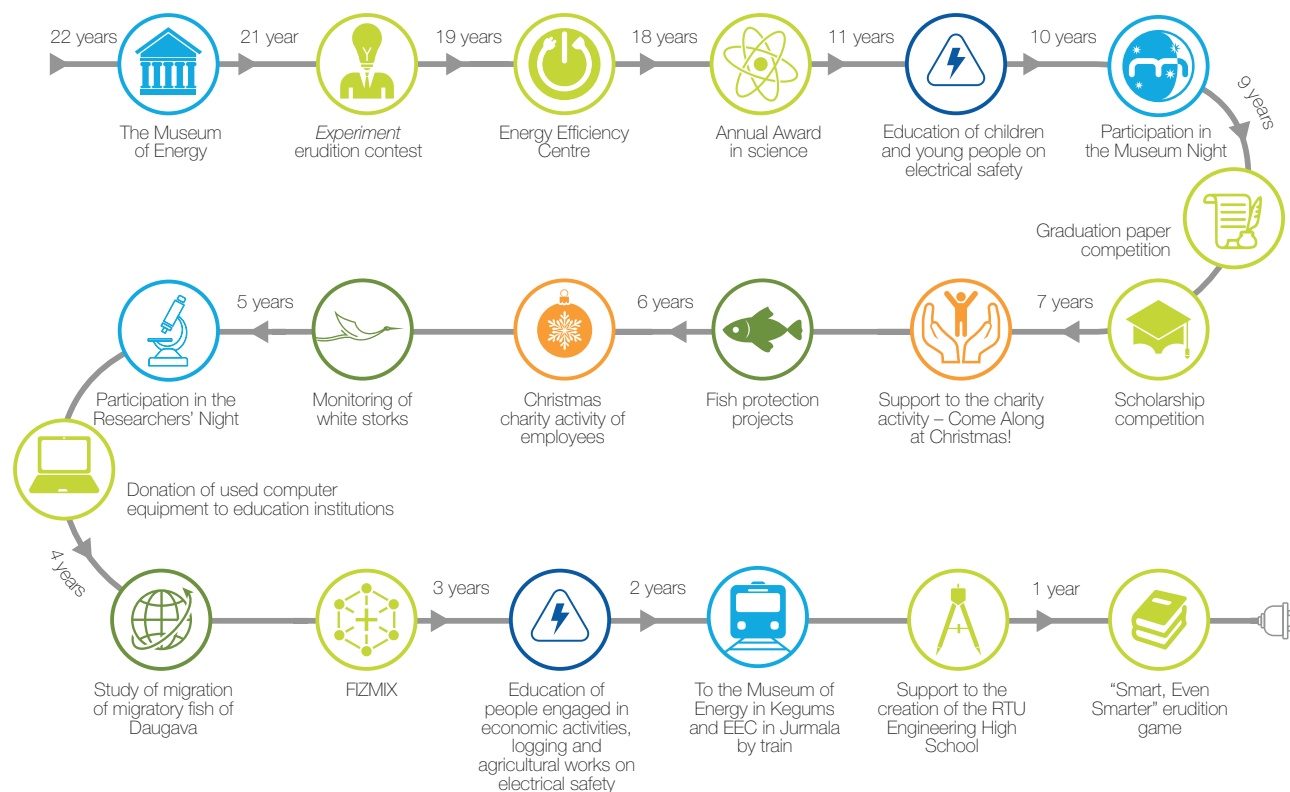 22 years
The Museum
of Energy
21 year
Experiment
erudition contest
19 years
Energy Efficiency
Centre
18 years
Annual Award
in science
11 years
Education of children
and young people on
electrical safety
10 years
Participation in
the Museum Night
9 years
Graduation paper
competition
Scholarship
competition
7 years
Support to the charity
activity – Come Along
at Christmas!
Fish protection
projects
6 years
Christmas
charity activity of
employees
Monitoring of
white storks
5 years
Participation in the
Researchers' Night
Donation of used computer
equipment to education institutions
4 years
Study of migration
of migratory fish of
Daugava
FIZMIX
3 years
Education of
people engaged in
economic activities,
logging and
agricultural works on
electrical safety
2 years
To the Museum of
Energy in Kegums
and EEC in Jurmala
by train
Support to the
creation of the RTU
Engineering High
School
1 year
“Smart, Even
Smarter” erudition
game